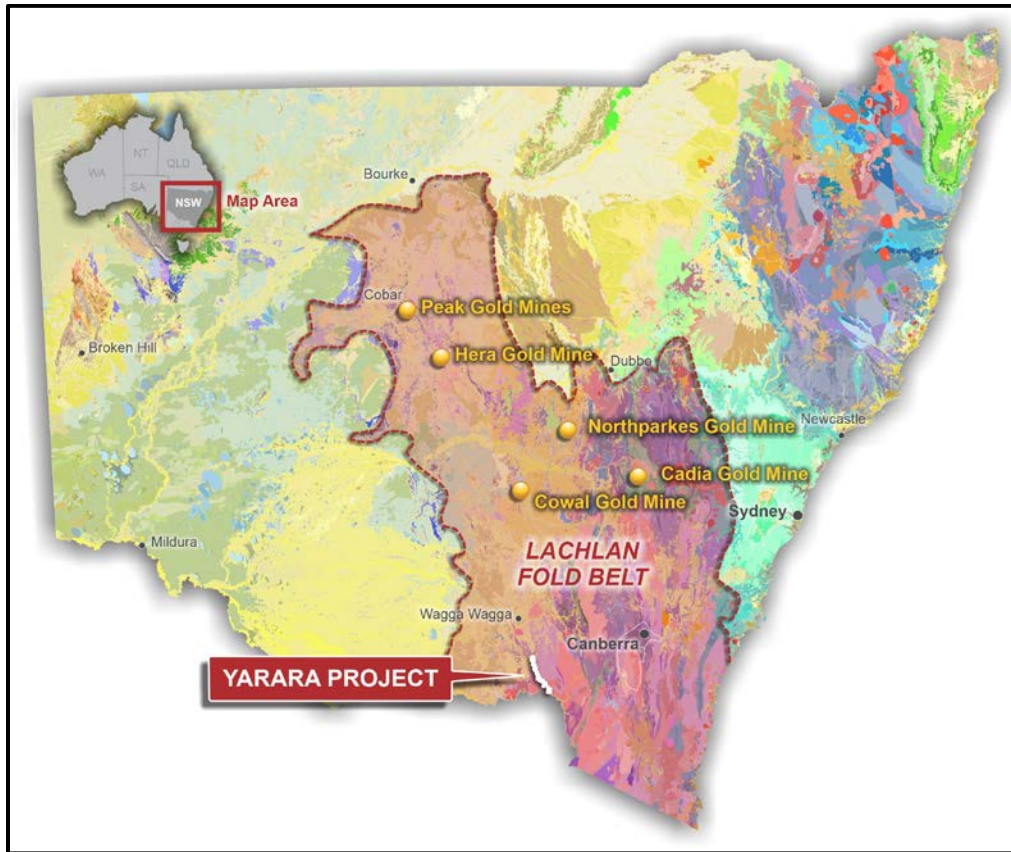 NT
QLD
WA
SA
NSW
Map Area
Bourke
Cobar
Peak Gold Mines
Broken Hill
Hera Gold Mine
Dubbo
Northparkes Gold Mine
Newcastle
Cadia Gold Mine
Cowal Gold Mine
Sydney
Mildura
LACHLAN
FOLD BELT
Wagga Wagga
Canberra
YARARA PROJECT